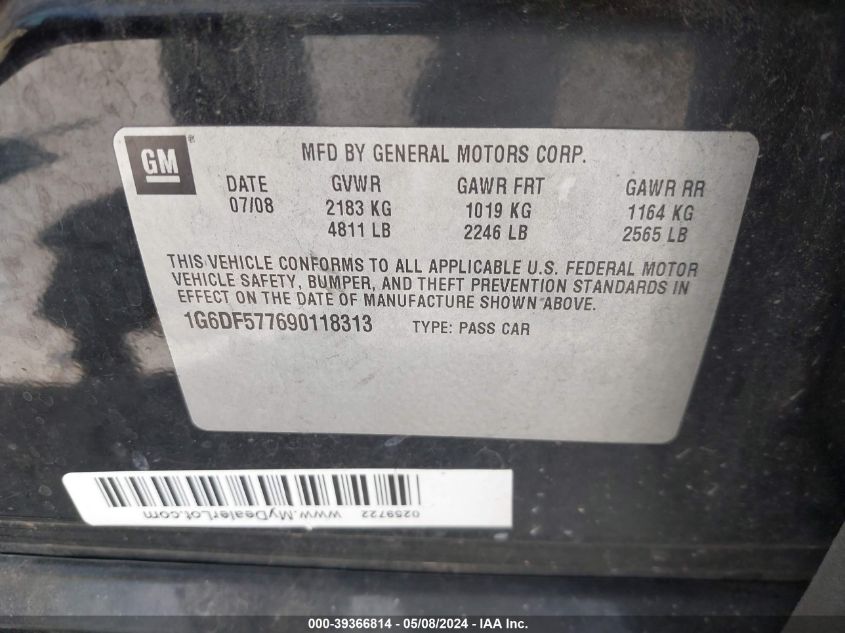 GM
MFD BY GENERAL MOTORS CORP.
DATE GVWR GAWR FRT GAWR RR
07/08 2183 KG 1019 KG 1164 KG
4811 LB 2246 LB 2565 LB
THIS VEHICLE CONFORMS TO ALL APPLICABLE U.S. FEDERAL MOTOR
VEHICLE SAFETY, BUMPER, AND THEFT PREVENTION STANDARDS IN
EFFECT ON THE DATE OF MANUFACTURE SHOWN ABOVE.
1G6DF577690118313 TYPE: PASS CAR
0259722 www.MyDealerLot.com
000-39366814 - 05/08/2024 - IAA Inc.